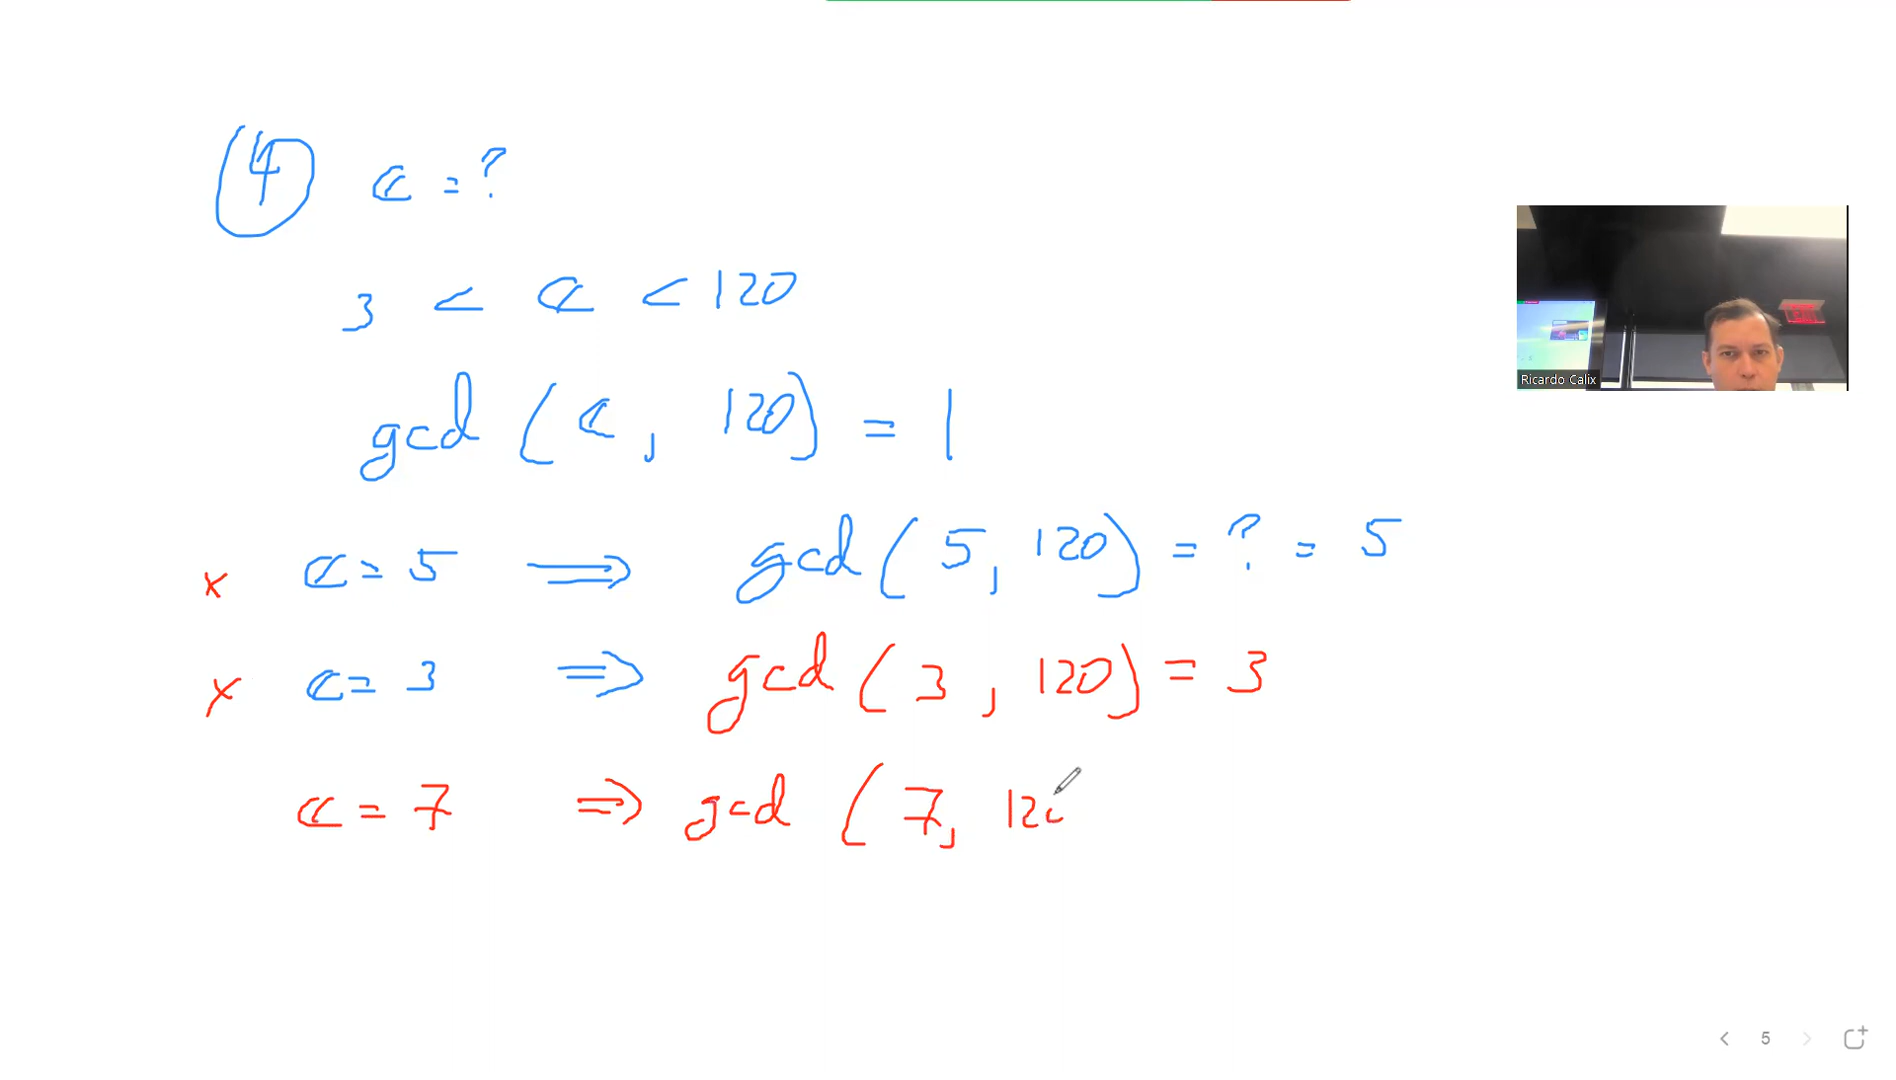 4 e = ?
3 < e < 120
gcd ( e , 120) = 1
x e = 5 ⟹ gcd ( 5 , 120) = ? = 5
x e = 3 ⟹ gcd ( 3 , 120) = 3
e = 7 ⟹ gcd ( 7, 120
Ricardo Calix
5